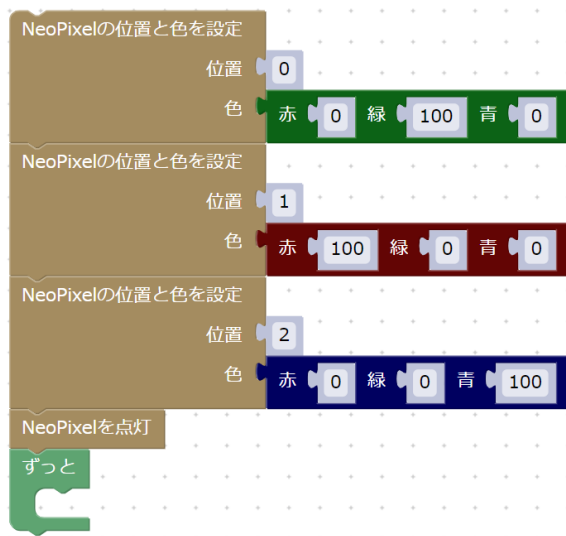 NeoPixelの位置と色を設定
位置 0
色 赤 0 緑 100 青 0
NeoPixelの位置と色を設定
位置 1
色 赤 100 緑 0 青 0
NeoPixelの位置と色を設定
位置 2
色 赤 0 緑 0 青 100
NeoPixelを点灯
ずっと